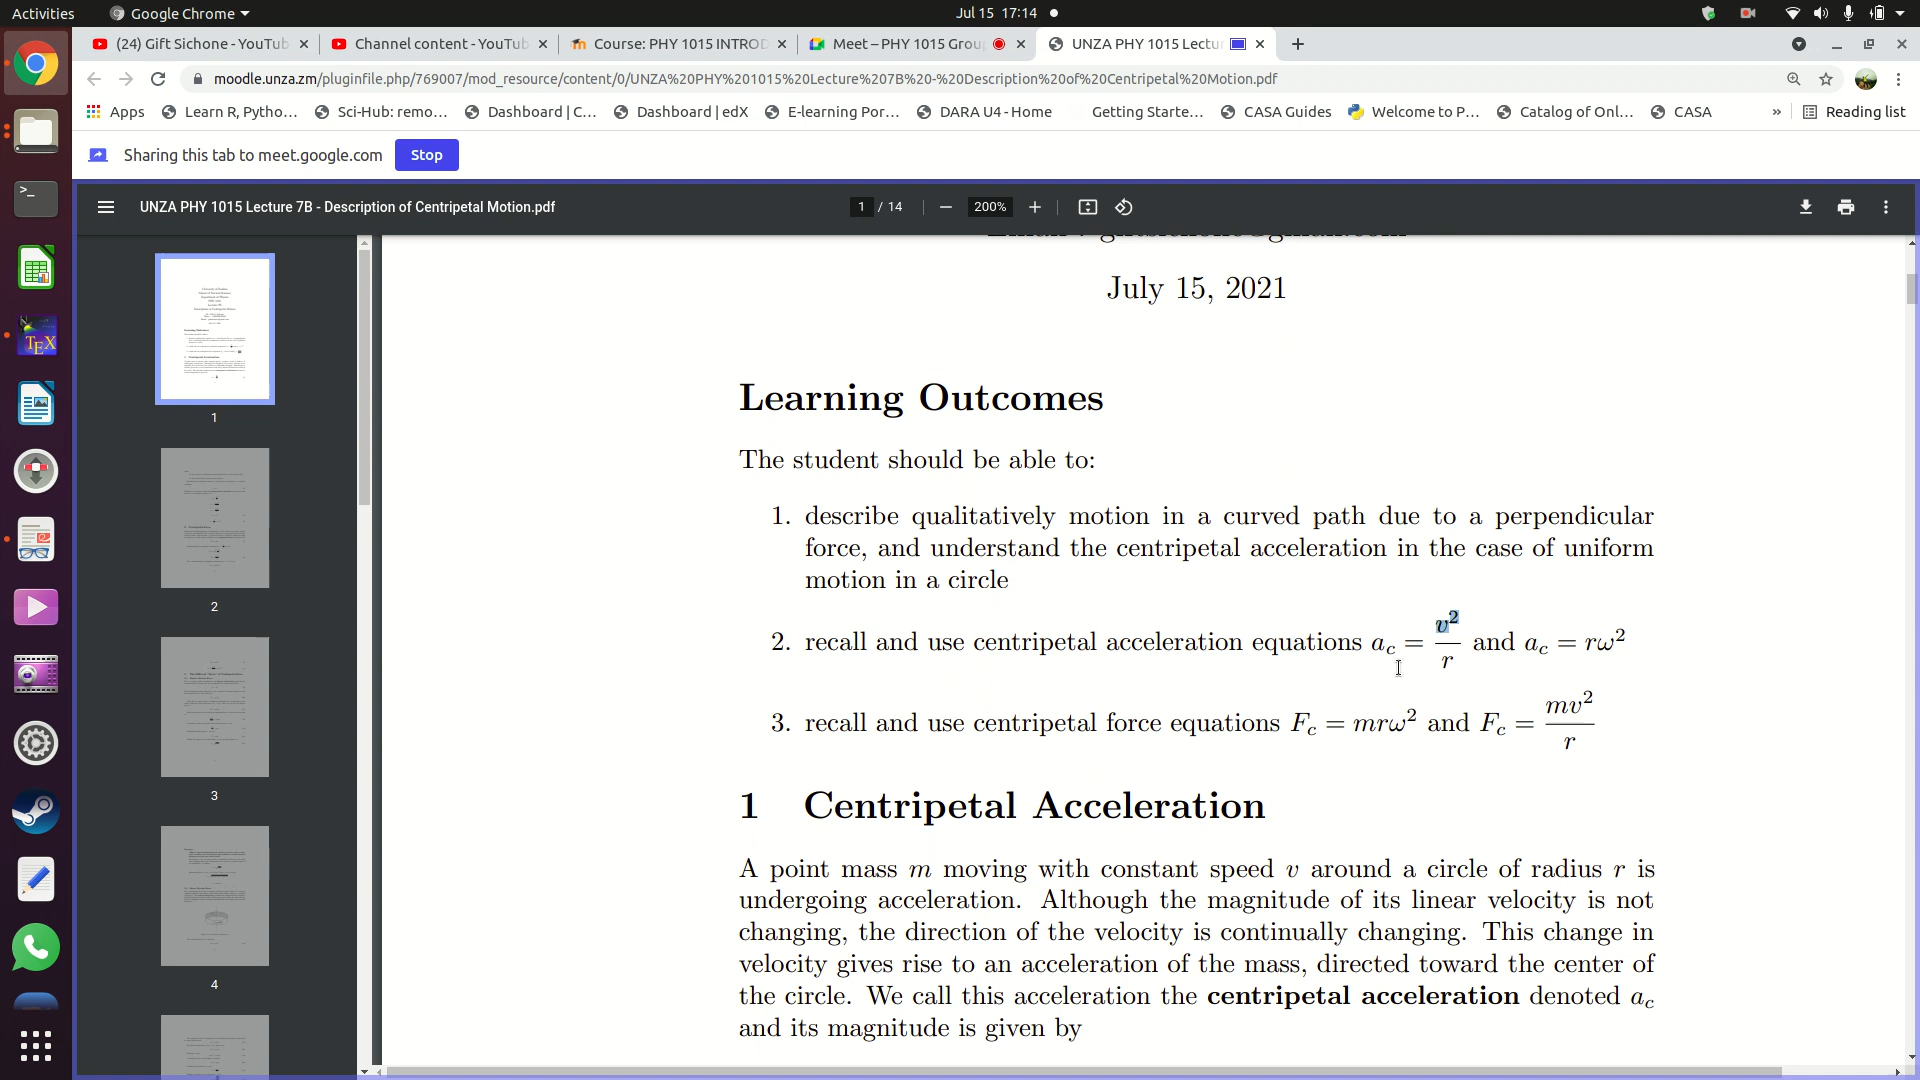 Activities Google Chrome Jul 15 17:14
(24) Gift Sichone - YouTub Channel content - YouTub Course: PHY 1015 INTROD Meet – PHY 1015 Grou UNZA PHY 1015 Lectur
moodle.unza.zm/pluginfile.php/769007/mod_resource/content/0/UNZA%20PHY%201015%20Lecture%207B%20-%20Description%20of%20Centripetal%20Motion.pdf
Apps Learn R, Pytho... Sci-Hub: remo... Dashboard | C... Dashboard | edX E-learning Por... DARA U4 - Home Getting Starte... CASA Guides Welcome to P... Catalog of Onl... CASA » Reading list
Sharing this tab to meet.google.com Stop
UNZA PHY 1015 Lecture 7B - Description of Centripetal Motion.pdf 1 / 14 200%
July 15, 2021
Learning Outcomes
The student should be able to:
1. describe qualitatively motion in a curved path due to a perpendicular
force, and understand the centripetal acceleration in the case of uniform
motion in a circle
2. recall and use centripetal acceleration equations a_c = v²/r and a_c = rω²
3. recall and use centripetal force equations F_c = mrω² and F_c = mv²/r
1 Centripetal Acceleration
A point mass m moving with constant speed v around a circle of radius r is
undergoing acceleration. Although the magnitude of its linear velocity is not
changing, the direction of the velocity is continually changing. This change in
velocity gives rise to an acceleration of the mass, directed toward the center of
the circle. We call this acceleration the centripetal acceleration denoted a_c
and its magnitude is given by
1
2
3
4